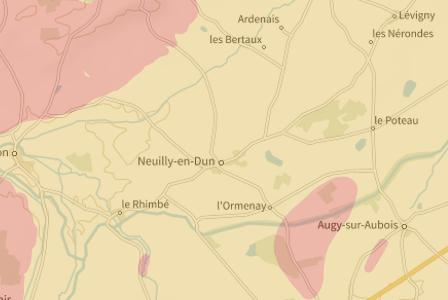 Ardenais
Lévigny
les Bertaux
les Nérondes
le Poteau
Neuilly-en-Dun
le Rhimbé
l'Ormenay
Augy-sur-Aubois